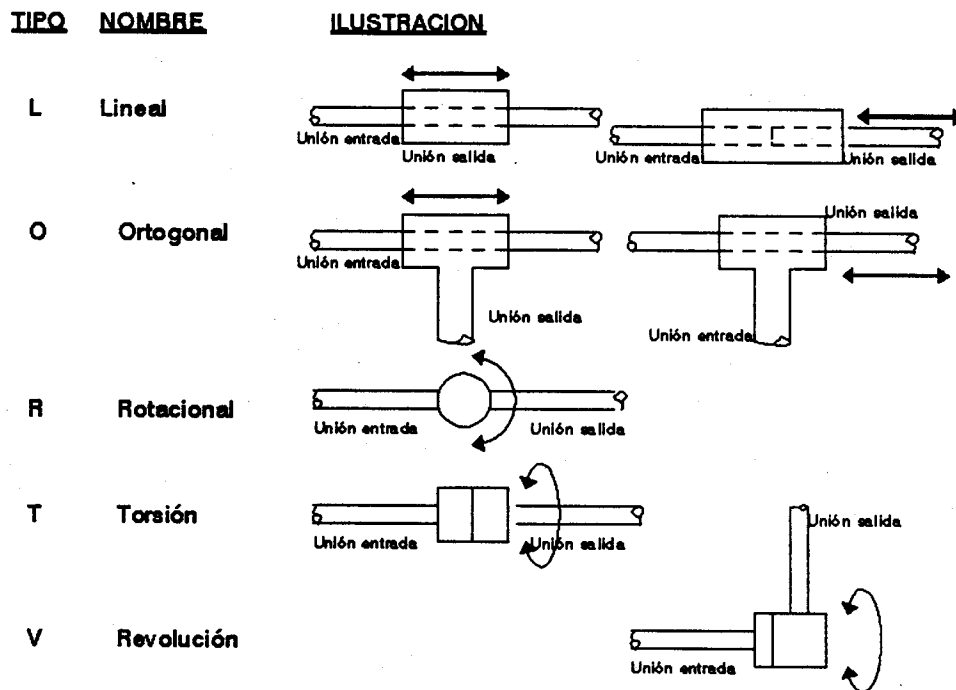 TIPO NOMBRE ILUSTRACION
L Lineal
Unión entrada
Unión salida
Unión entrada
Unión salida
O Ortogonal
Unión entrada
Unión salida
Unión salida
Unión entrada
R Rotacional
Unión entrada
Unión salida
T Torsión
Unión entrada
Unión salida
Unión salida
V Revolución
Unión entrada